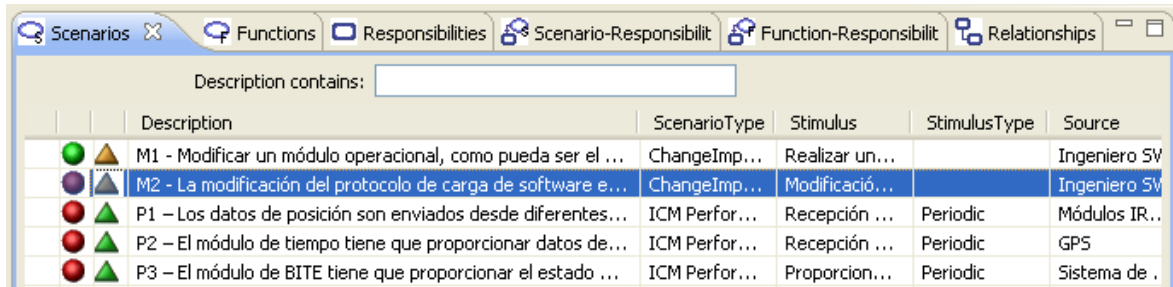 Scenarios Functions Responsibilities Scenario-Responsibilit Function-Responsibilit Relationships
Description contains:
Description ScenarioType Stimulus StimulusType Source
M1 - Modificar un módulo operacional, como pueda ser el ... ChangeImp... Realizar un... Ingeniero SW
M2 - La modificación del protocolo de carga de software e... ChangeImp... Modificació... Ingeniero SW
P1 – Los datos de posición son enviados desde diferentes... ICM Perfor... Recepción ... Periodic Módulos IR...
P2 – El módulo de tiempo tiene que proporcionar datos de... ICM Perfor... Recepción ... Periodic GPS
P3 – El módulo de BITE tiene que proporcionar el estado ... ICM Perfor... Proporcion... Periodic Sistema de ...